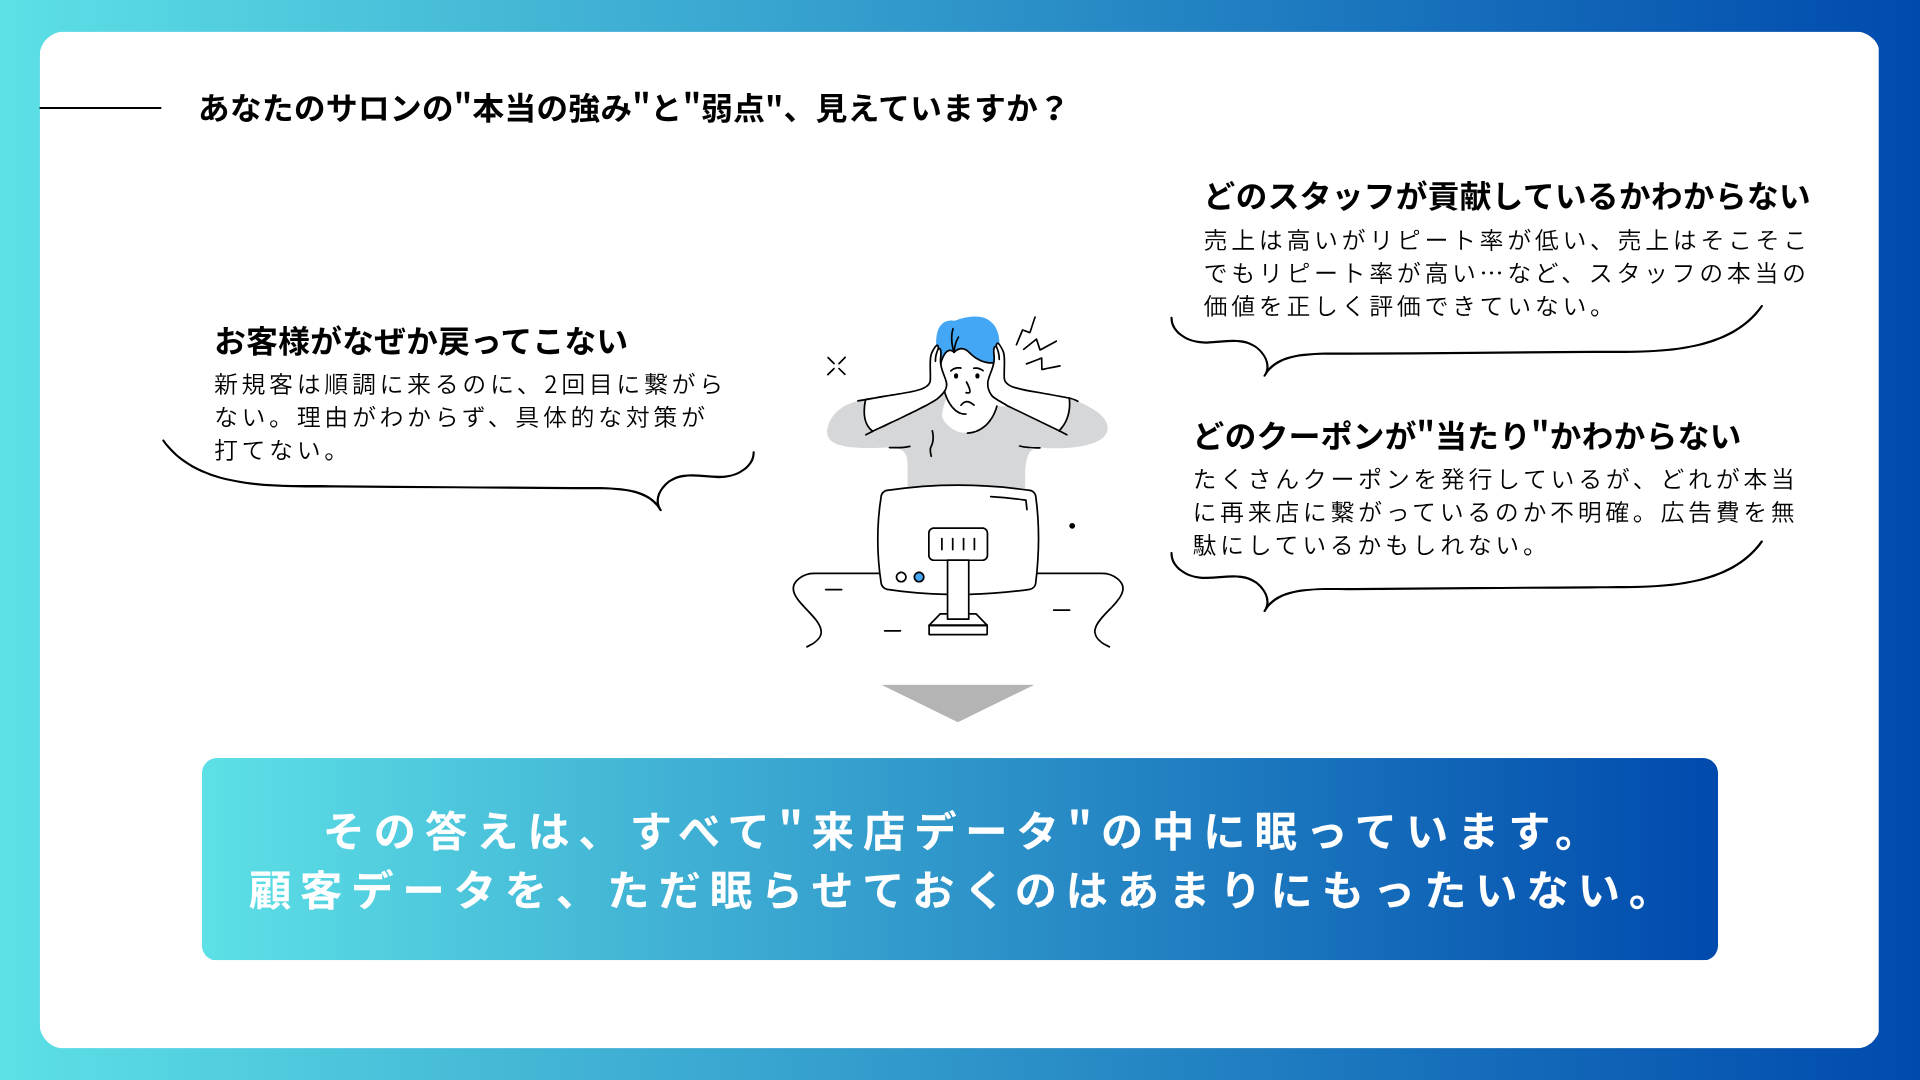 あなたのサロンの"本当の強み"と"弱点"、見えていますか？
お客様がなぜか戻ってこない
新規客は順調に来るのに、2回目に繋がら
ない。理由がわからず、具体的な対策が
打てない。
どのスタッフが貢献しているかわからない
売上は高いがリピート率が低い、売上はそこそこ
でもリピート率が高い…など、スタッフの本当の
価値を正しく評価できていない。
どのクーポンが"当たり"かわからない
たくさんクーポンを発行しているが、どれが本当
に再来店に繋がっているのか不明確。広告費を無
駄にしているかもしれない。
その答えは、すべて"来店データ"の中に眠っています。
顧客データを、ただ眠らせておくのはあまりにもったいない。